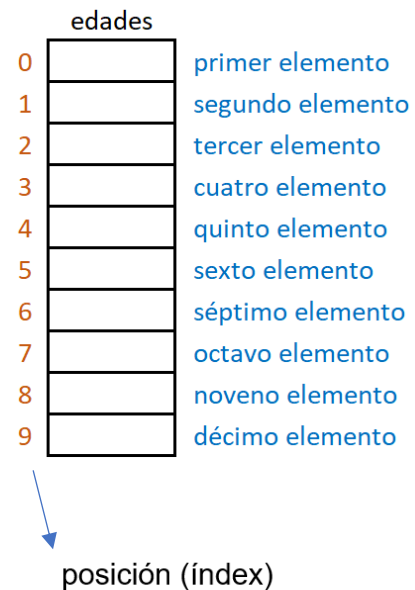 edades
0 primer elemento
1 segundo elemento
2 tercer elemento
3 cuatro elemento
4 quinto elemento
5 sexto elemento
6 séptimo elemento
7 octavo elemento
8 noveno elemento
9 décimo elemento
posición (índex)